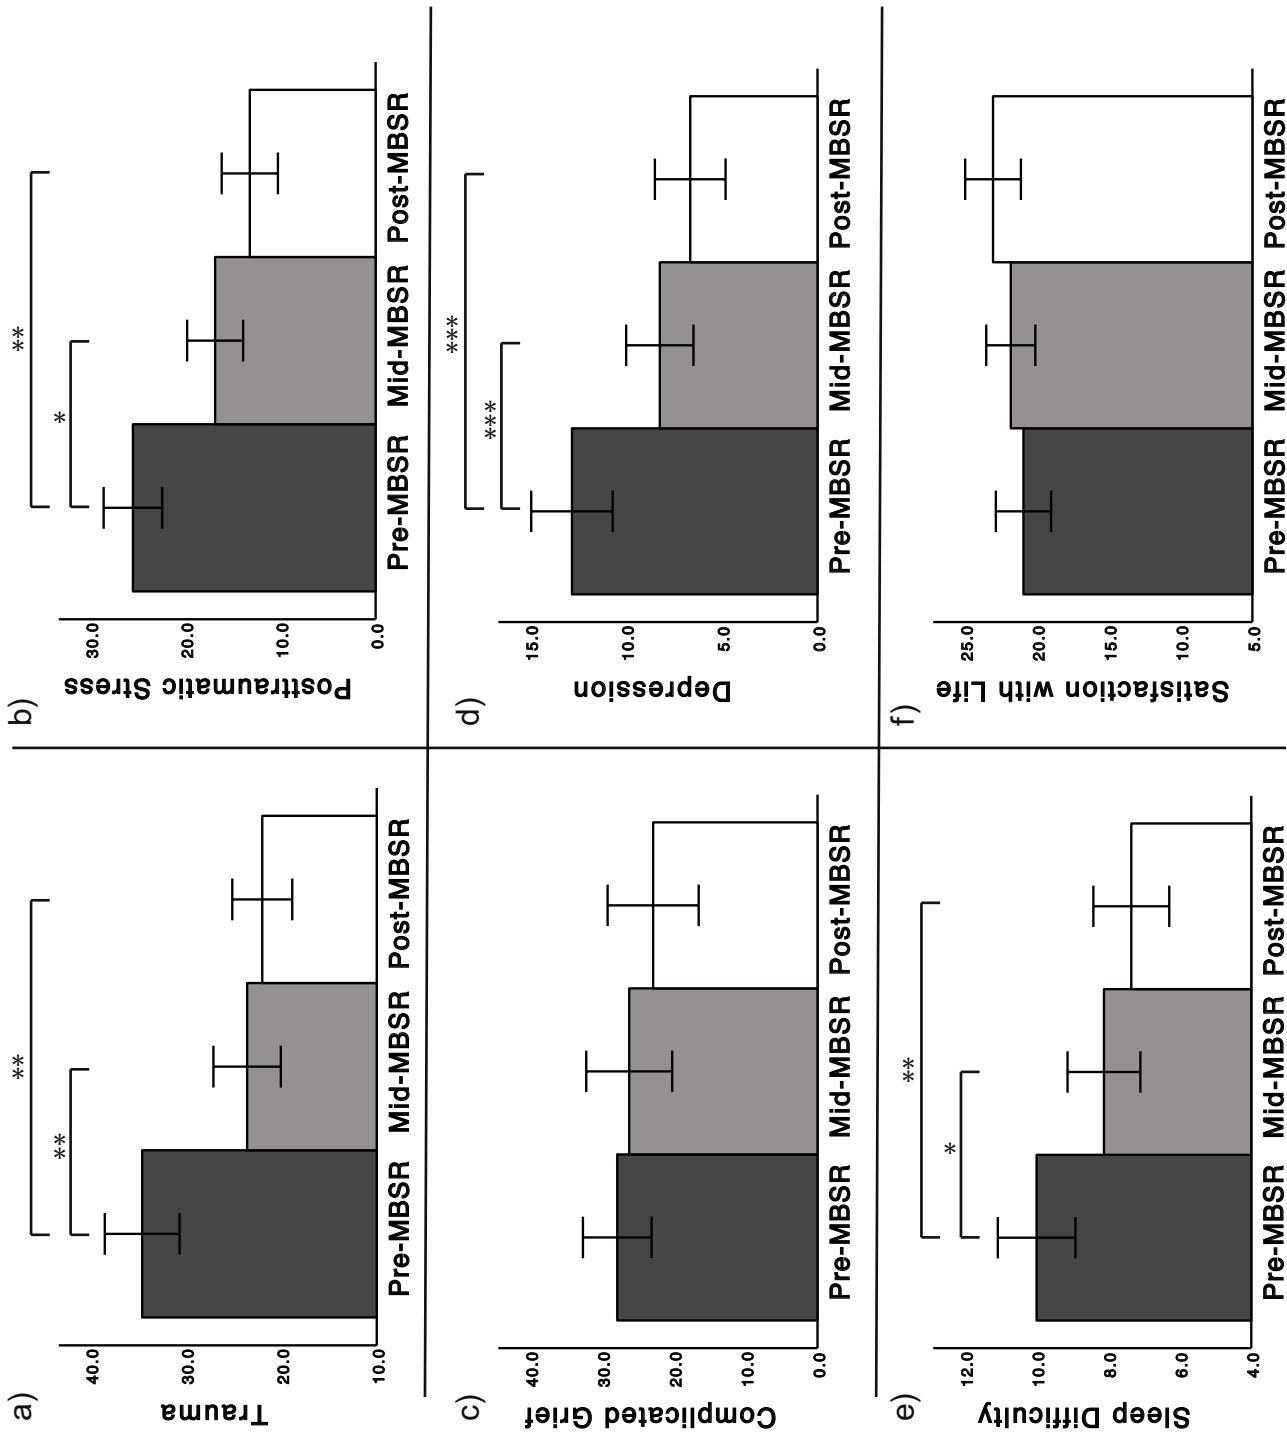 a)
Trauma
40.0
30.0
20.0
10.0
**
**
Pre-MBSR Mid-MBSR Post-MBSR
b)
Posttraumatic Stress
30.0
20.0
10.0
0.0
**
*
Pre-MBSR Mid-MBSR Post-MBSR
c)
Complicated Grief
40.0
30.0
20.0
10.0
0.0
Pre-MBSR Mid-MBSR Post-MBSR
d)
Depression
15.0
10.0
5.0
0.0
***
***
Pre-MBSR Mid-MBSR Post-MBSR
e)
Sleep Difficulty
12.0
10.0
8.0
6.0
4.0
**
*
Pre-MBSR Mid-MBSR Post-MBSR
f)
Satisfaction with Life
25.0
20.0
15.0
10.0
5.0
Pre-MBSR Mid-MBSR Post-MBSR